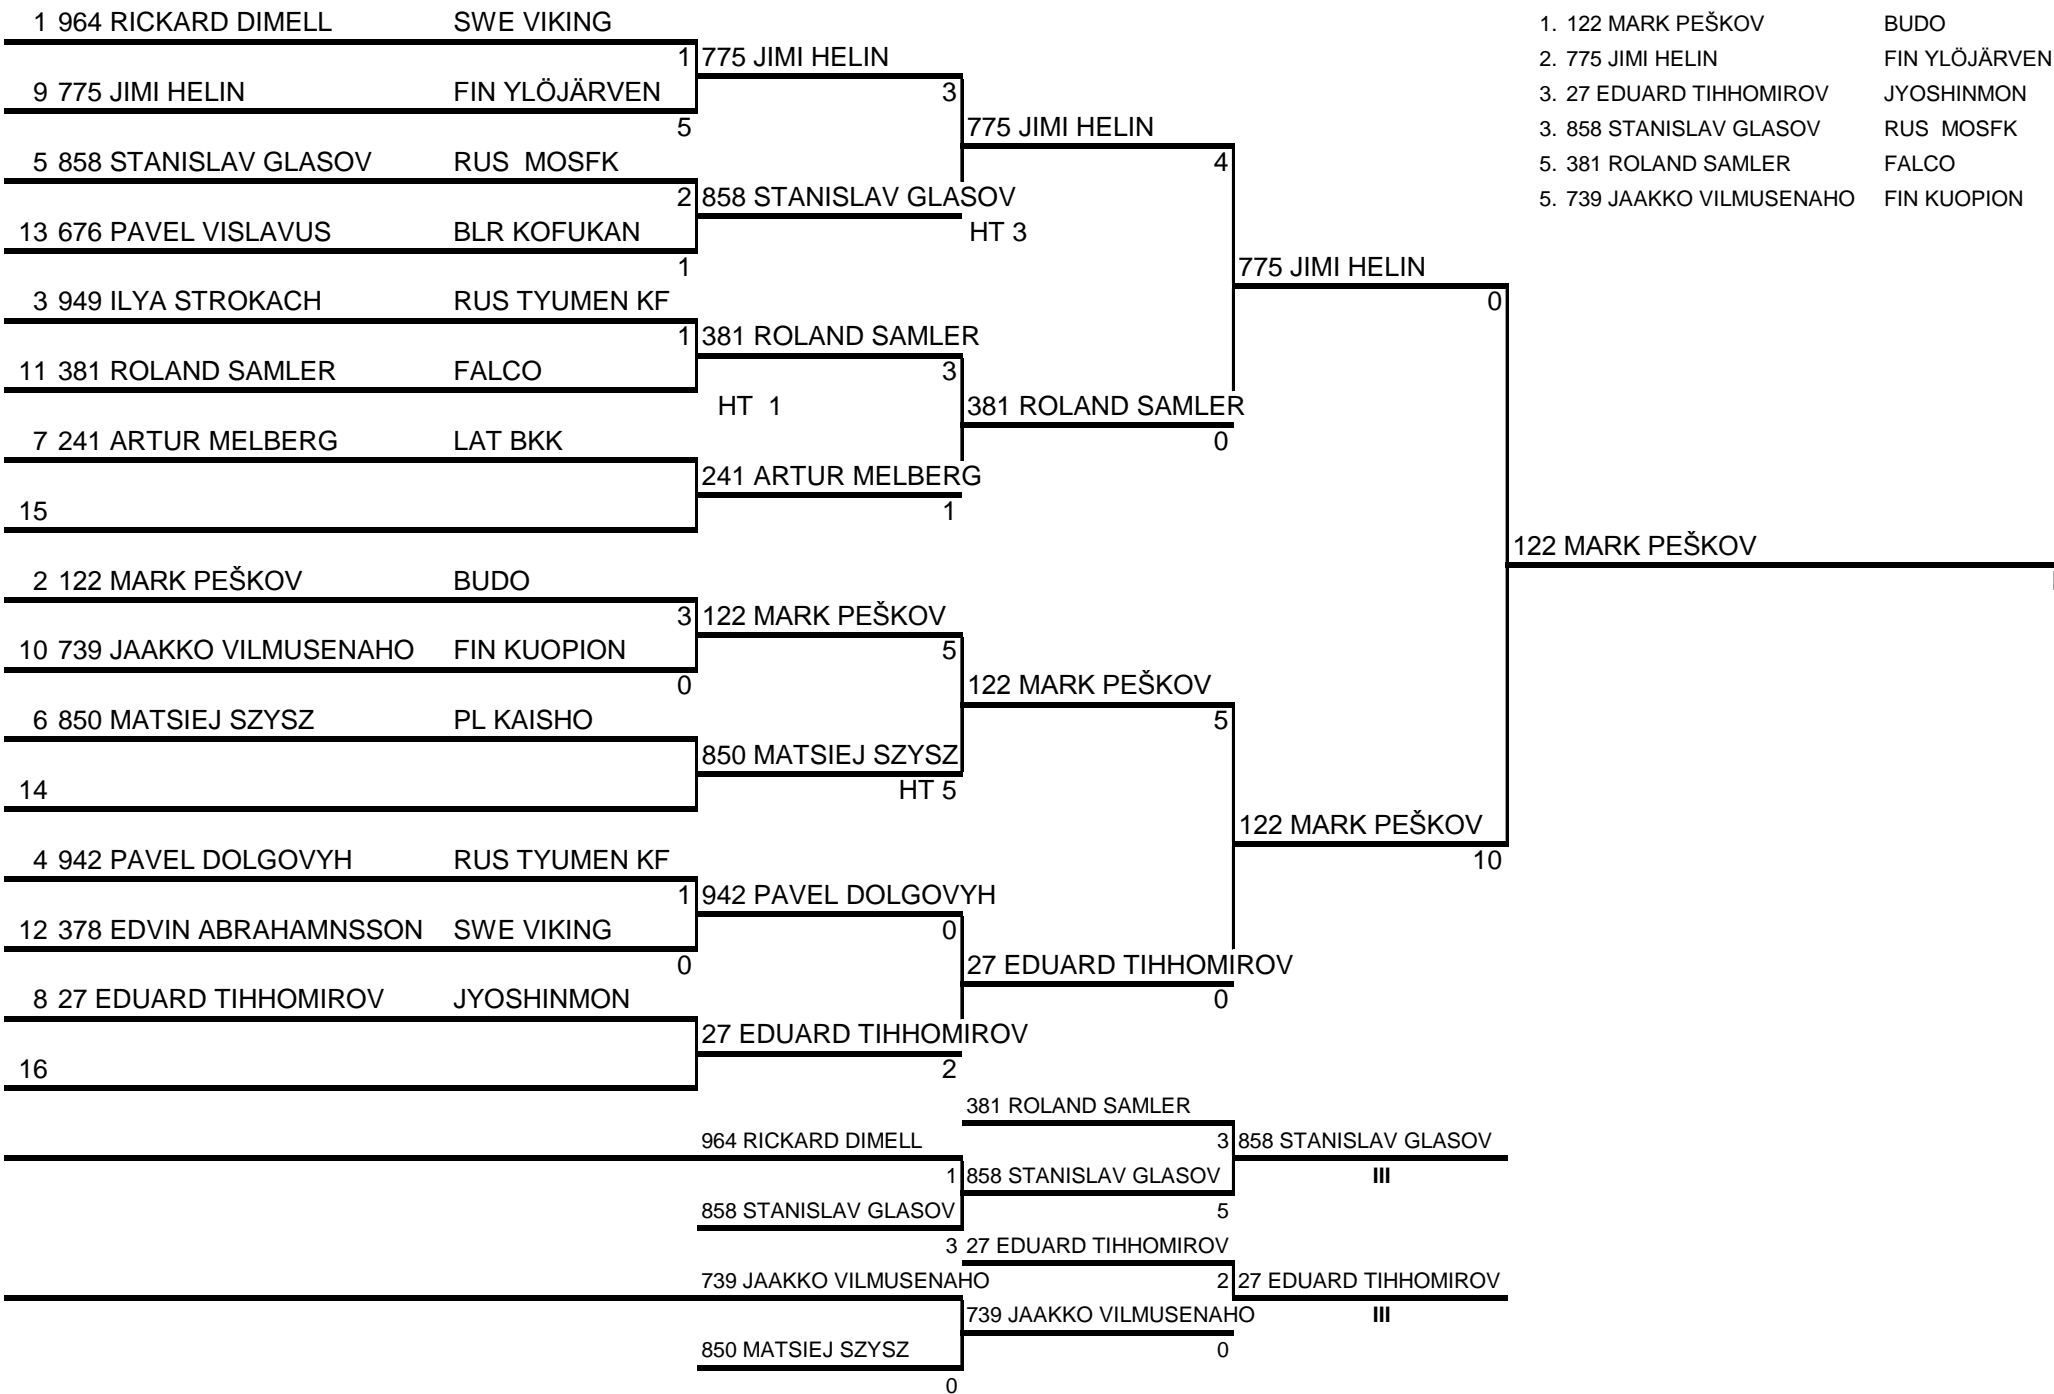 1 964 RICKARD DIMELL SWE VIKING
1. 122 MARK PEŠKOV BUDO
1 775 JIMI HELIN
2. 775 JIMI HELIN FIN YLÖJÄRVEN
9 775 JIMI HELIN FIN YLÖJÄRVEN
3
3. 27 EDUARD TIHHOMIROV JYOSHINMON
5
775 JIMI HELIN
3. 858 STANISLAV GLASOV RUS MOSFK
5 858 STANISLAV GLASOV RUS MOSFK
4
5. 381 ROLAND SAMLER FALCO
2 858 STANISLAV GLASOV
5. 739 JAAKKO VILMUSENAHO FIN KUOPION
13 676 PAVEL VISLAVUS BLR KOFUKAN
HT 3
1
775 JIMI HELIN
3 949 ILYA STROKACH RUS TYUMEN KF
0
1 381 ROLAND SAMLER
11 381 ROLAND SAMLER FALCO
3
HT 1
381 ROLAND SAMLER
7 241 ARTUR MELBERG LAT BKK
0
241 ARTUR MELBERG
15
1
122 MARK PEŠKOV
2 122 MARK PEŠKOV BUDO
3 122 MARK PEŠKOV
10 739 JAAKKO VILMUSENAHO FIN KUOPION
5
0
122 MARK PEŠKOV
6 850 MATSIEJ SZYSZ PL KAISHO
5
850 MATSIEJ SZYSZ
14
HT 5
122 MARK PEŠKOV
4 942 PAVEL DOLGOVYH RUS TYUMEN KF
10
1 942 PAVEL DOLGOVYH
12 378 EDVIN ABRAHAMNSSON SWE VIKING
0
0
27 EDUARD TIHHOMIROV
8 27 EDUARD TIHHOMIROV JYOSHINMON
0
27 EDUARD TIHHOMIROV
16
2
381 ROLAND SAMLER
964 RICKARD DIMELL
3 858 STANISLAV GLASOV
1 858 STANISLAV GLASOV
III
858 STANISLAV GLASOV
5
3 27 EDUARD TIHHOMIROV
739 JAAKKO VILMUSENAHO
2 27 EDUARD TIHHOMIROV
739 JAAKKO VILMUSENAHO
III
850 MATSIEJ SZYSZ
0
0